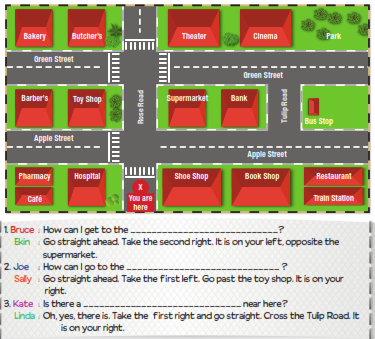 Bakery Butcher's Theater Cinema Park
Green Street
Green Street
Barber's Toy Shop Rose Road Supermarket Bank Tulip Road Bus Stop
Apple Street
Apple Street
Pharmacy Hospital Shoe Shop Book Shop Restaurant
Café X Train Station
You are
here
1. Bruce : How can I get to the ______________________________?
Ekin : Go straight ahead. Take the second right. It is on your left, opposite the
supermarket.
2. Joe : How can I go to the ______________________________ ?
Sally : Go straight ahead. Take the first left. Go past the toy shop. It is on your
right.
3. Kate : Is there a ______________________________ near here?
Linda : Oh, yes, there is. Take the first right and go straight. Cross the Tulip Road. It
is on your right.